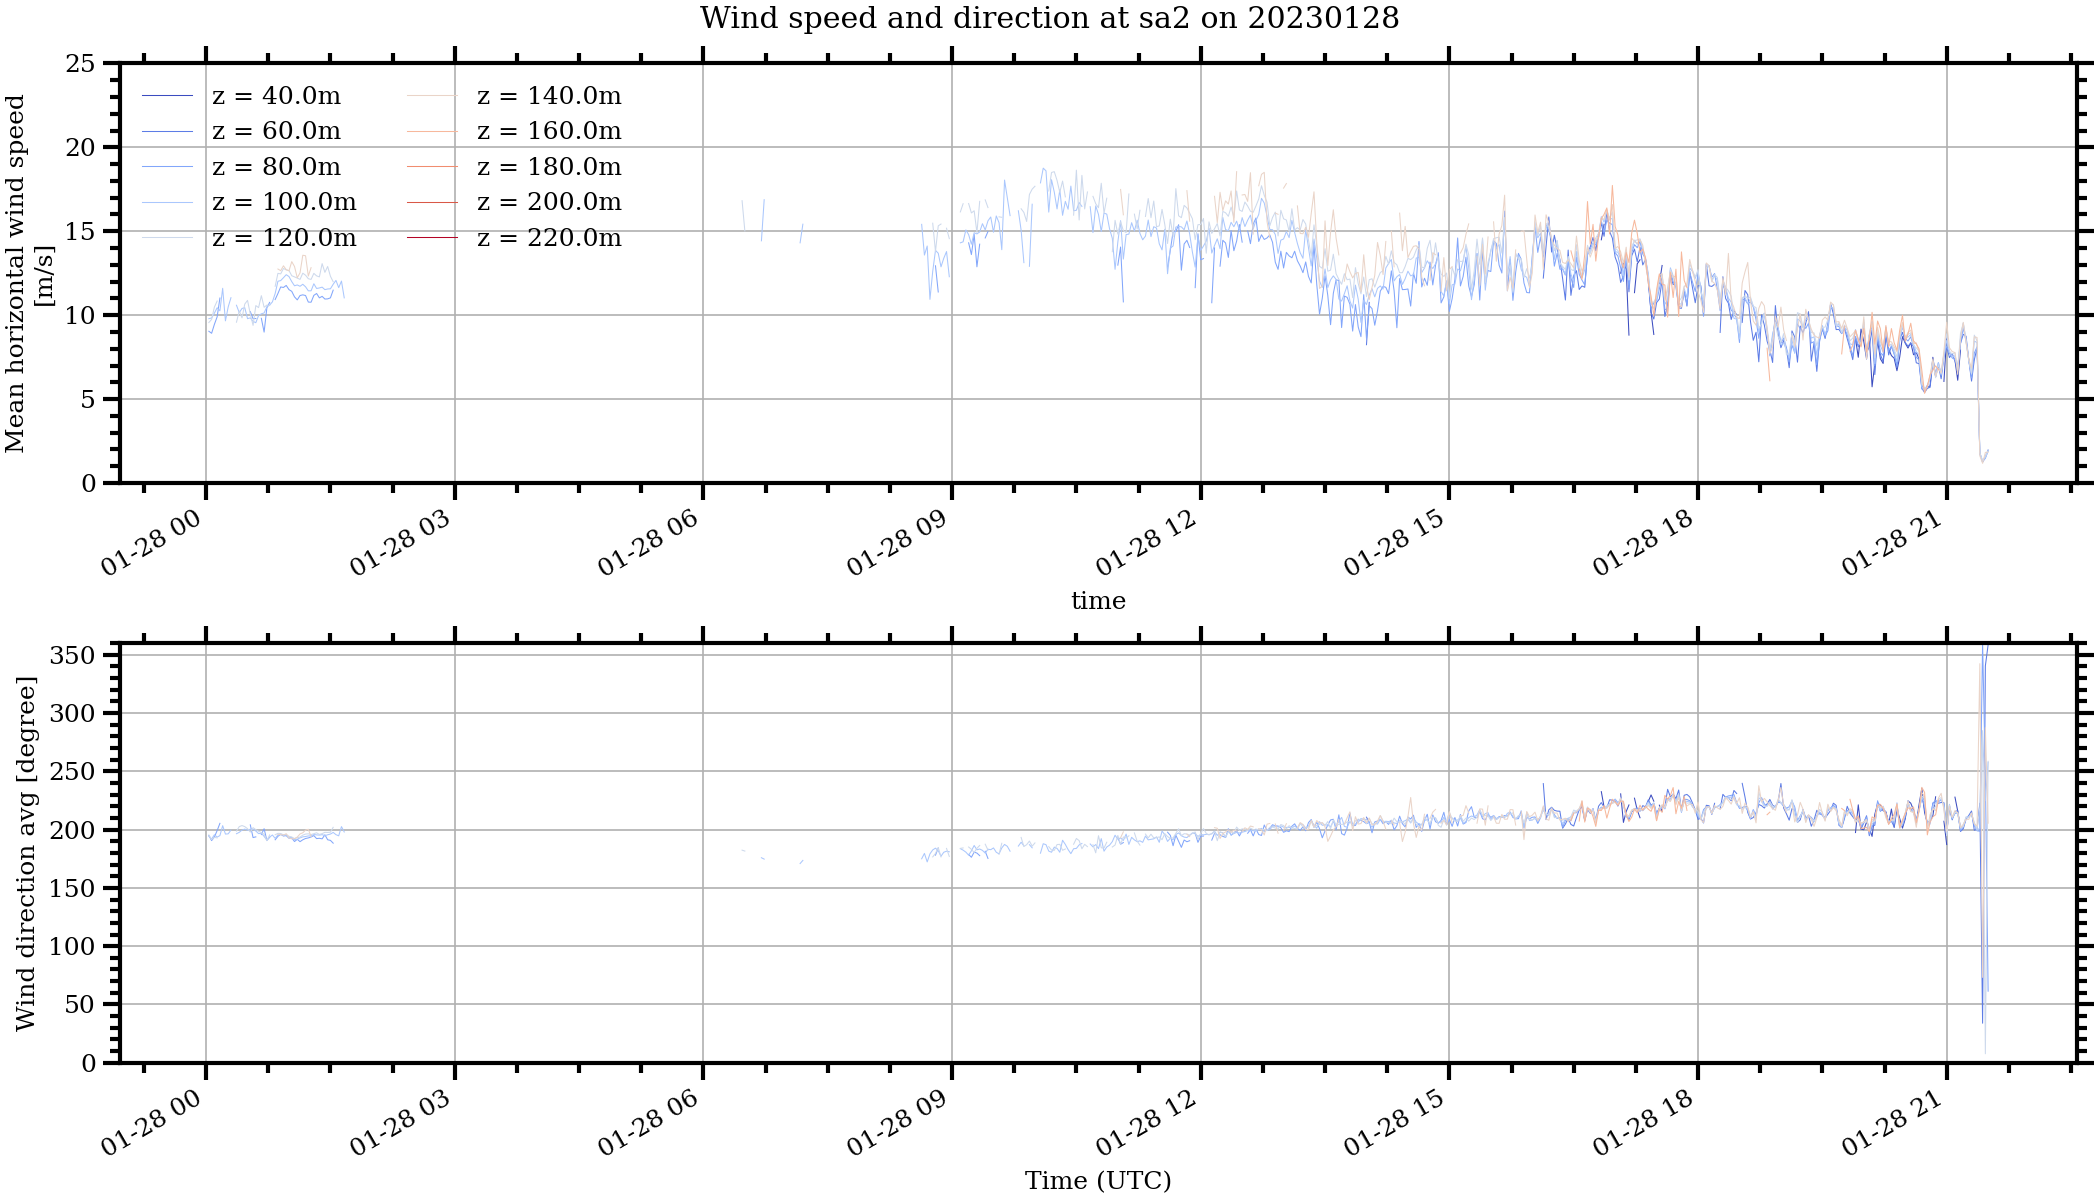 Wind speed and direction at sa2 on 20230128
Mean horizontal wind speed
[m/s]
25
20
15
10
5
0
z = 40.0m
z = 60.0m
z = 80.0m
z = 100.0m
z = 120.0m
z = 140.0m
z = 160.0m
z = 180.0m
z = 200.0m
z = 220.0m
01-28 00
01-28 03
01-28 06
01-28 09
01-28 12
01-28 15
01-28 18
01-28 21
time
Wind direction avg [degree]
350
300
250
200
150
100
50
0
01-28 00
01-28 03
01-28 06
01-28 09
01-28 12
01-28 15
01-28 18
01-28 21
Time (UTC)